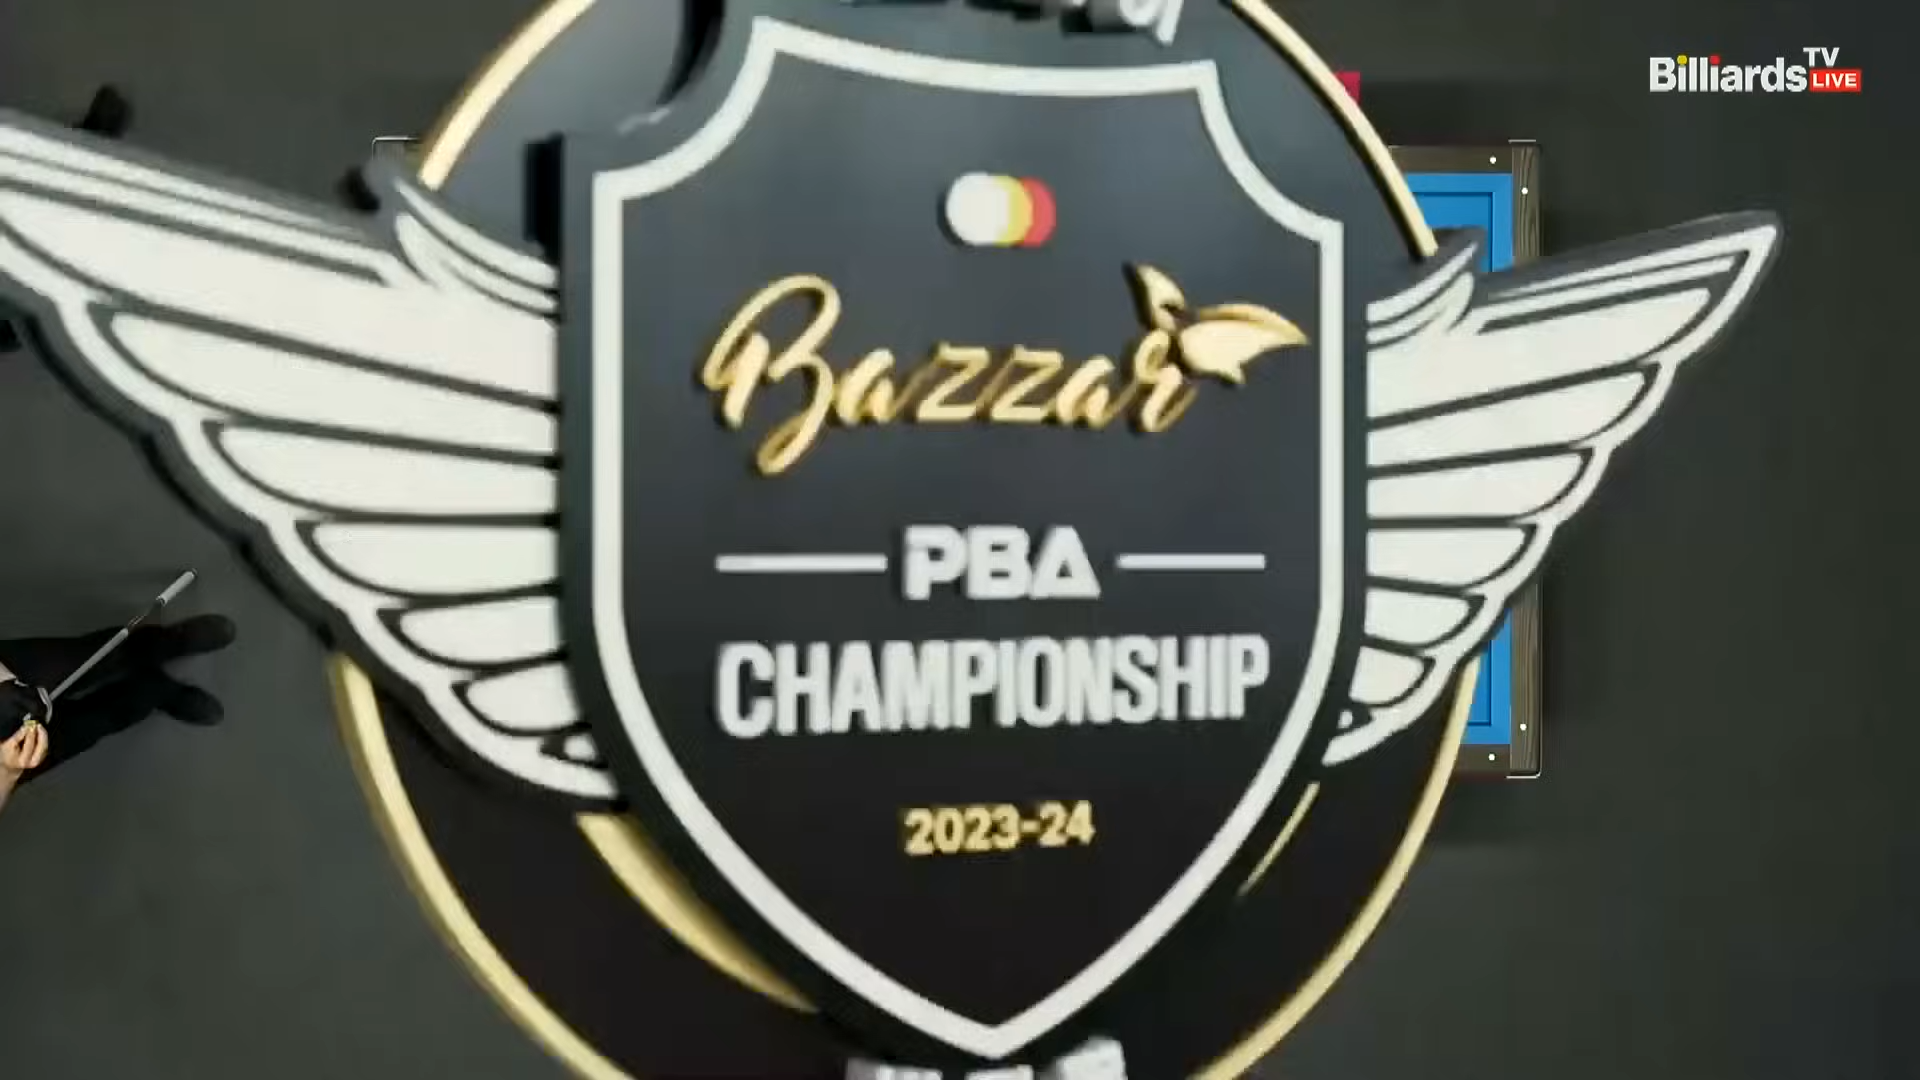 Billiards TV
LIVE
Bazzar
PBA
CHAMPIONSHIP
2023-24